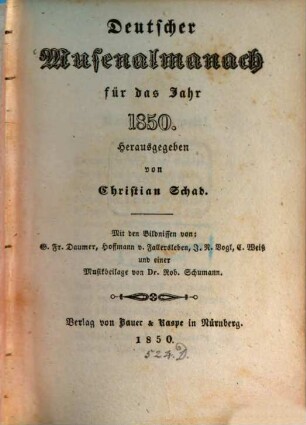 Deutscher
Musenalmanach
für das Jahr
1850.
Herausgegeben
von
Christian Schad.
Mit den Bildnissen von:
G. Fr. Daumer, Hoffmann v. Fallersleben, J. N. Vogl, C. Weiß
und einer
Musikbeilage von Dr. Rob. Schumann.
Verlag von Bauer & Raspe in Nürnberg.
1850.